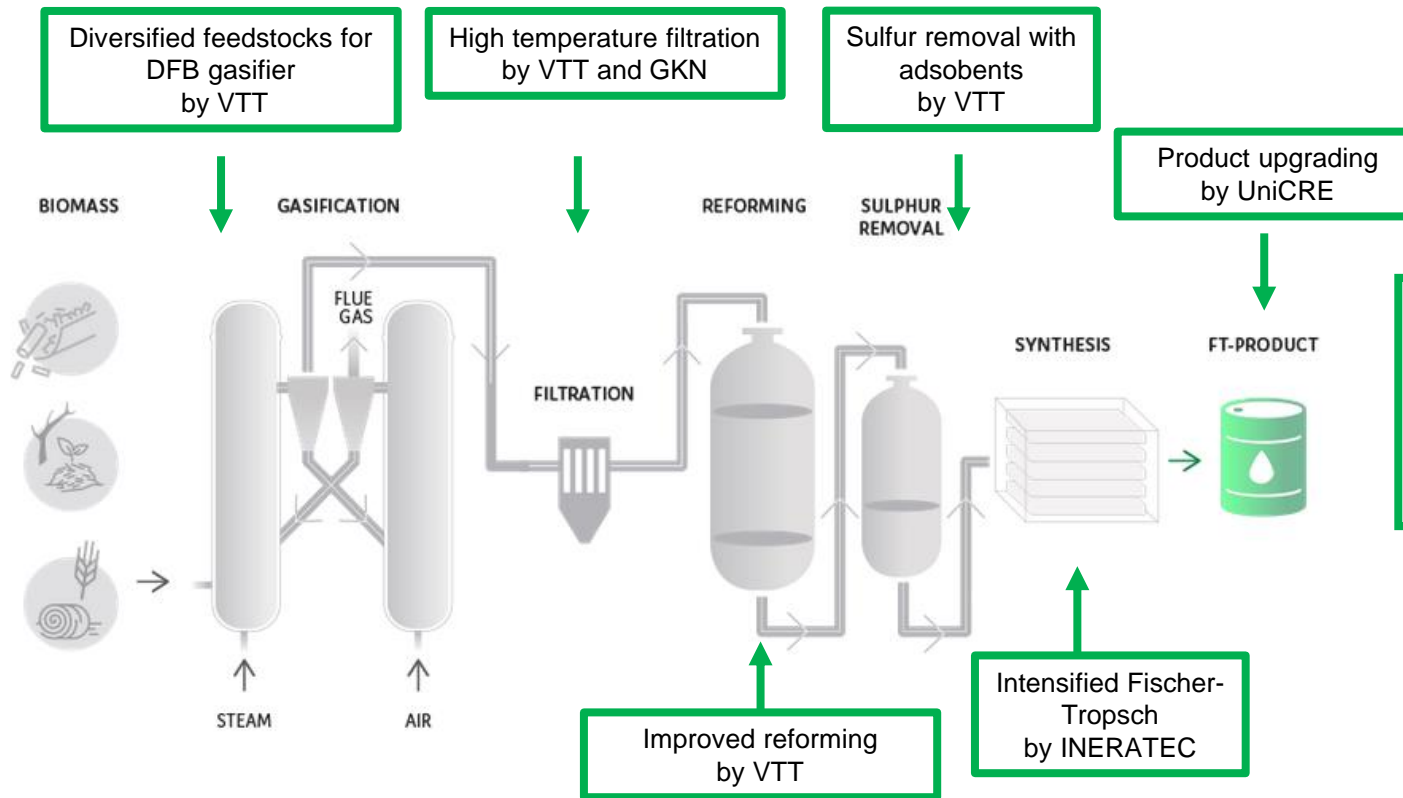 Diversified feedstocks for
DFB gasifier
by VTT
High temperature filtration
by VTT and GKN
Sulfur removal with
adsobents
by VTT
Product upgrading
by UniCRE
BIOMASS
GASIFICATION
REFORMING
SULPHUR
REMOVAL
FLUE
GAS
FILTRATION
SYNTHESIS
FT-PRODUCT
STEAM
AIR
Improved reforming
by VTT
Intensified Fischer-
Tropsch
by INERATEC